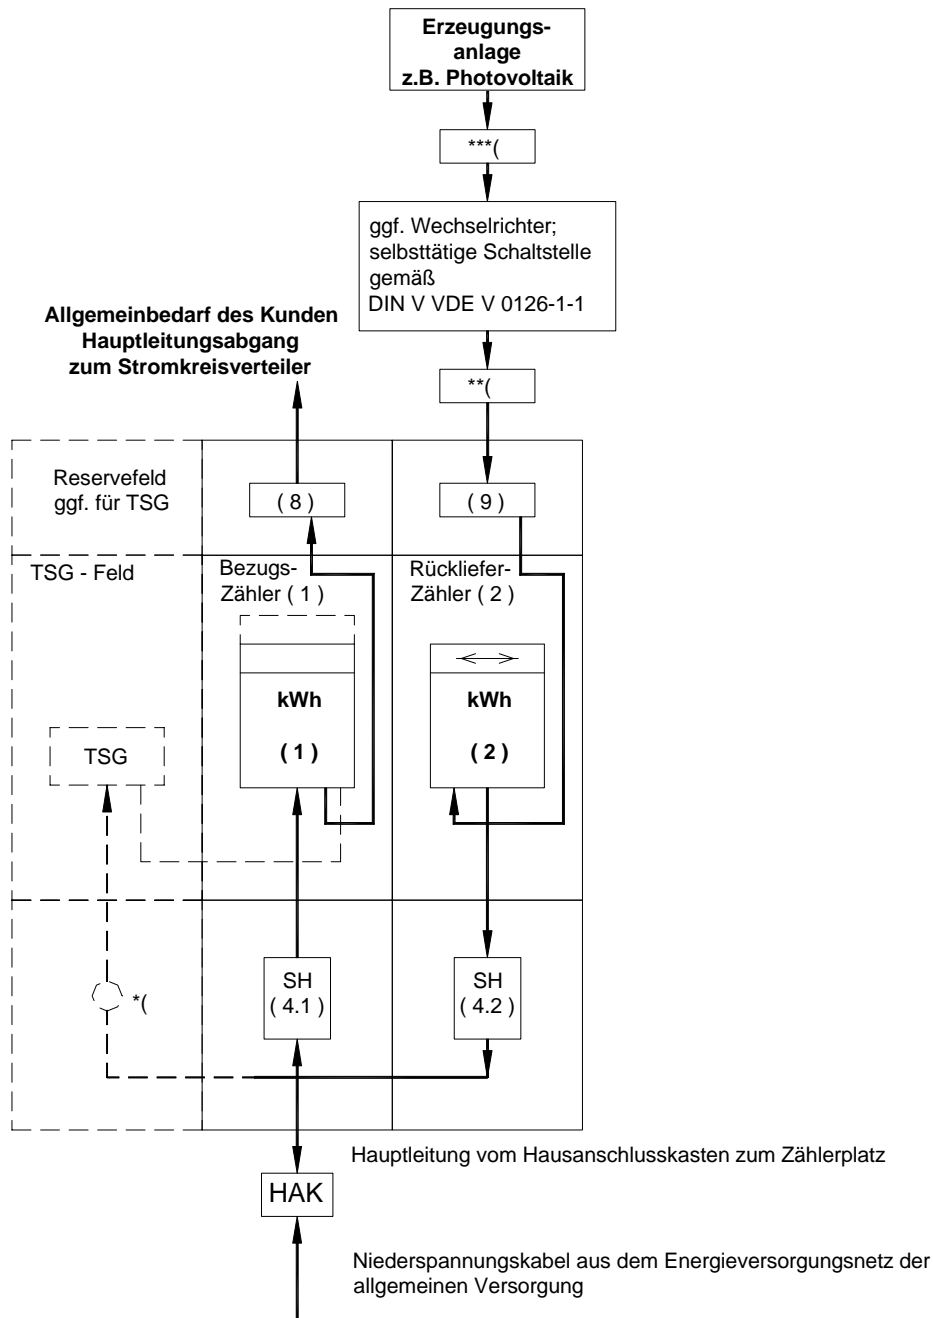 Erzeugungs-
anlage
z.B. Photovoltaik
***(
ggf. Wechselrichter;
selbsttätige Schaltstelle
gemäß
DIN V VDE V 0126-1-1
Allgemeinbedarf des Kunden
Hauptleitungsabgang
zum Stromkreisverteiler
**(
Reservefeld
ggf. für TSG
( 8 )
( 9 )
TSG - Feld
Bezugs-
Zähler ( 1 )
Rückliefer-
Zähler ( 2 )
kWh
( 1 )
kWh
( 2 )
TSG
SH
( 4.1 )
SH
( 4.2 )
*(
Hauptleitung vom Hausanschlusskasten zum Zählerplatz
HAK
Niederspannungskabel aus dem Energieversorgungsnetz der
allgemeinen Versorgung